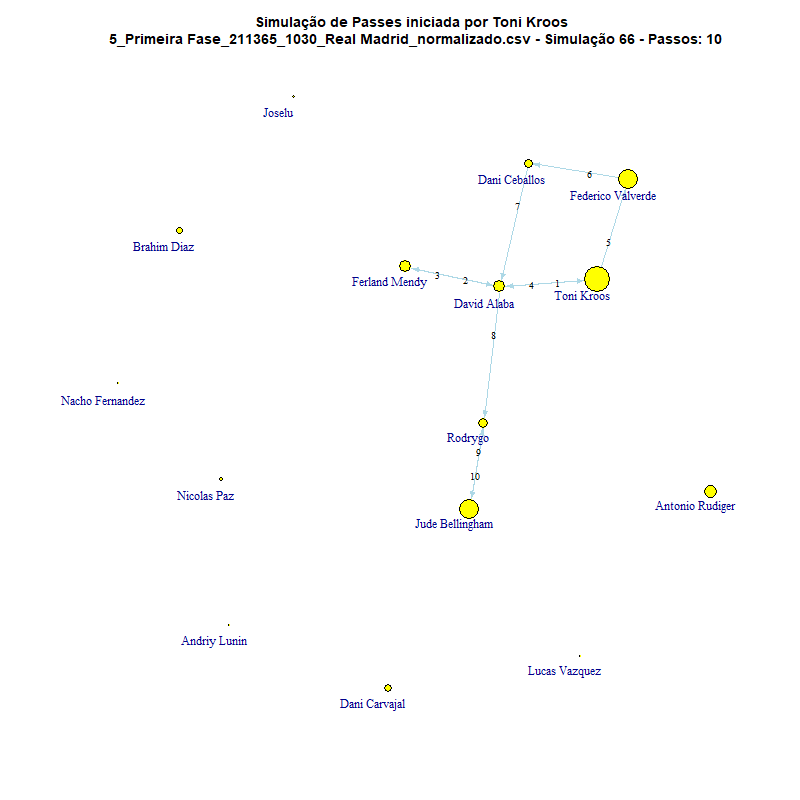 Simulação de Passes iniciada por Toni Kroos
5_Primeira Fase_211365_1030_Real Madrid_normalizado.csv - Simulação 66 - Passos: 10
Joselu
Dani Ceballos
6
Federico Valverde
7
Brahim Diaz
5
Ferland Mendy
3
2
David Alaba
4
1
Toni Kroos
8
Nacho Fernandez
Rodrygo
9
10
Nicolas Paz
Jude Bellingham
Antonio Rudiger
Andriy Lunin
Lucas Vazquez
Dani Carvajal